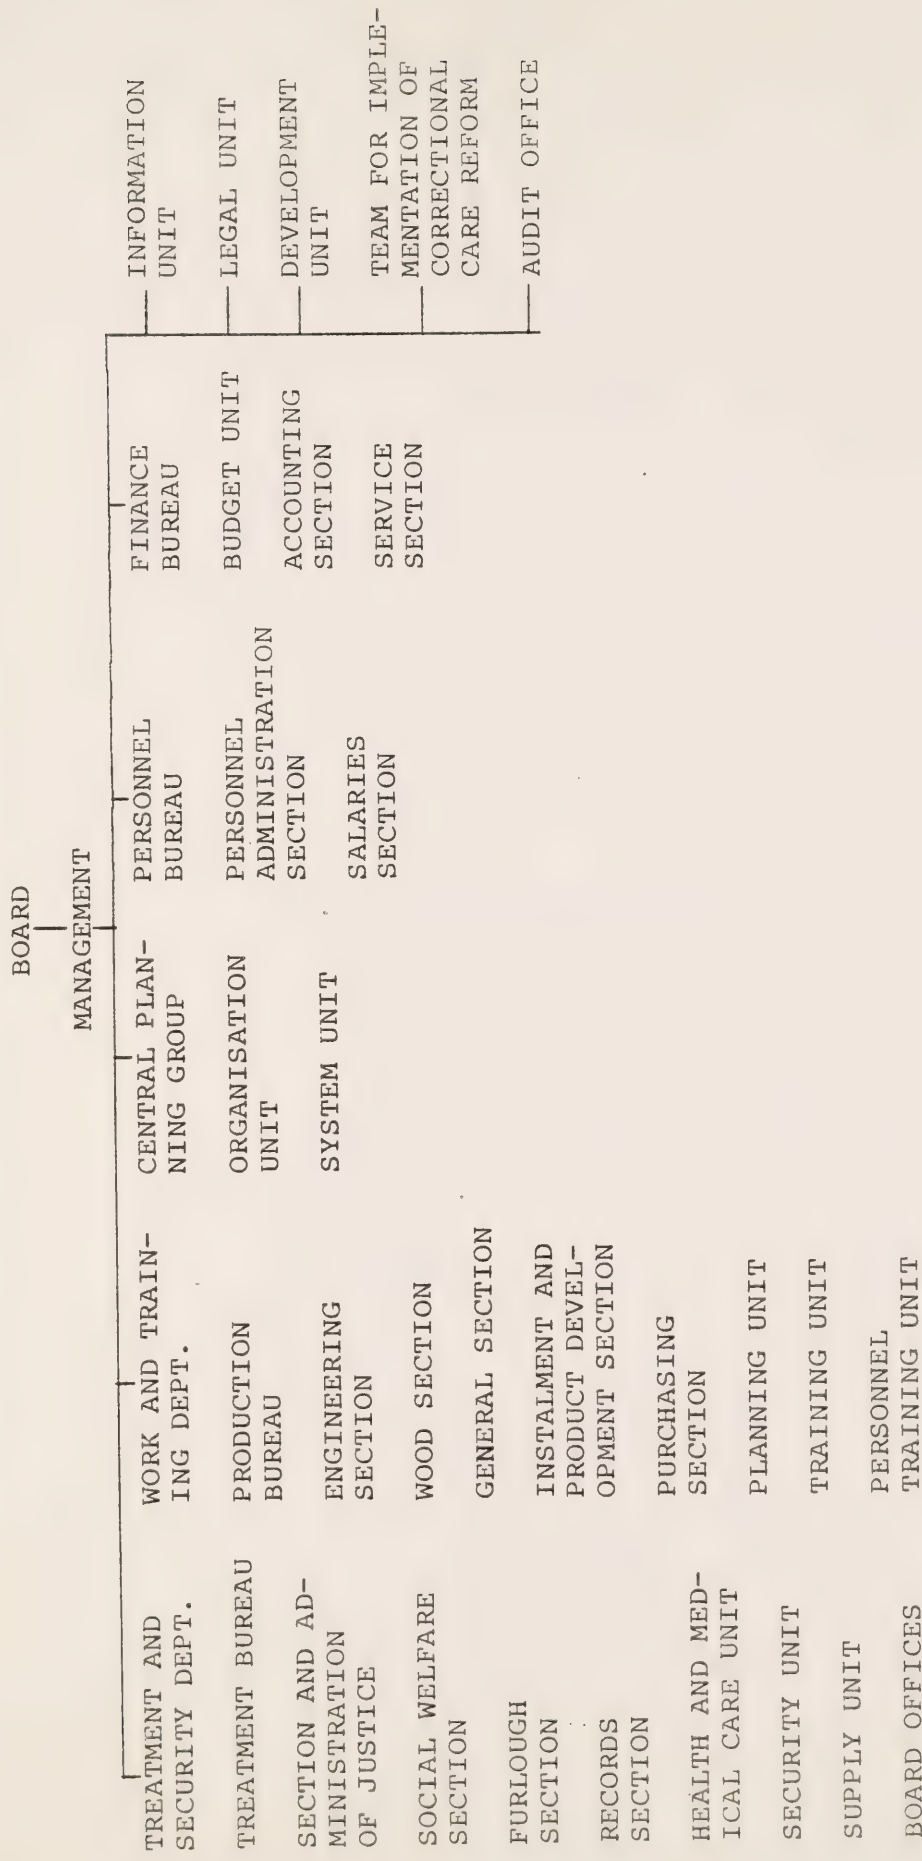 BOARD
MANAGEMENT
TREATMENT AND
SECURITY DEPT.
TREATMENT BUREAU
SECTION AND AD-
MINISTRATION
OF JUSTICE
SOCIAL WELFARE
SECTION
FURLOUGH
SECTION
RECORDS
SECTION
HEALTH AND MED-
ICAL CARE UNIT
SECURITY UNIT
SUPPLY UNIT
BOARD OFFICES
WORK AND TRAIN-
ING DEPT.
PRODUCTION
BUREAU
ENGINEERING
SECTION
WOOD SECTION
GENERAL SECTION
INSTALMENT AND
PRODUCT DEVEL-
OPMENT SECTION
PURCHASING
SECTION
PLANNING UNIT
TRAINING UNIT
PERSONNEL
TRAINING UNIT
CENTRAL PLAN-
NING GROUP
ORGANISATION
UNIT
SYSTEM UNIT
PERSONNEL
BUREAU
PERSONNEL
ADMINISTRATION
SECTION
SALARIES
SECTION
FINANCE
BUREAU
BUDGET UNIT
ACCOUNTING
SECTION
SERVICE
SECTION
INFORMATION
UNIT
LEGAL UNIT
DEVELOPMENT
UNIT
TEAM FOR IMPLE-
MENTATION OF
CORRECTIONAL
CARE REFORM
AUDIT OFFICE